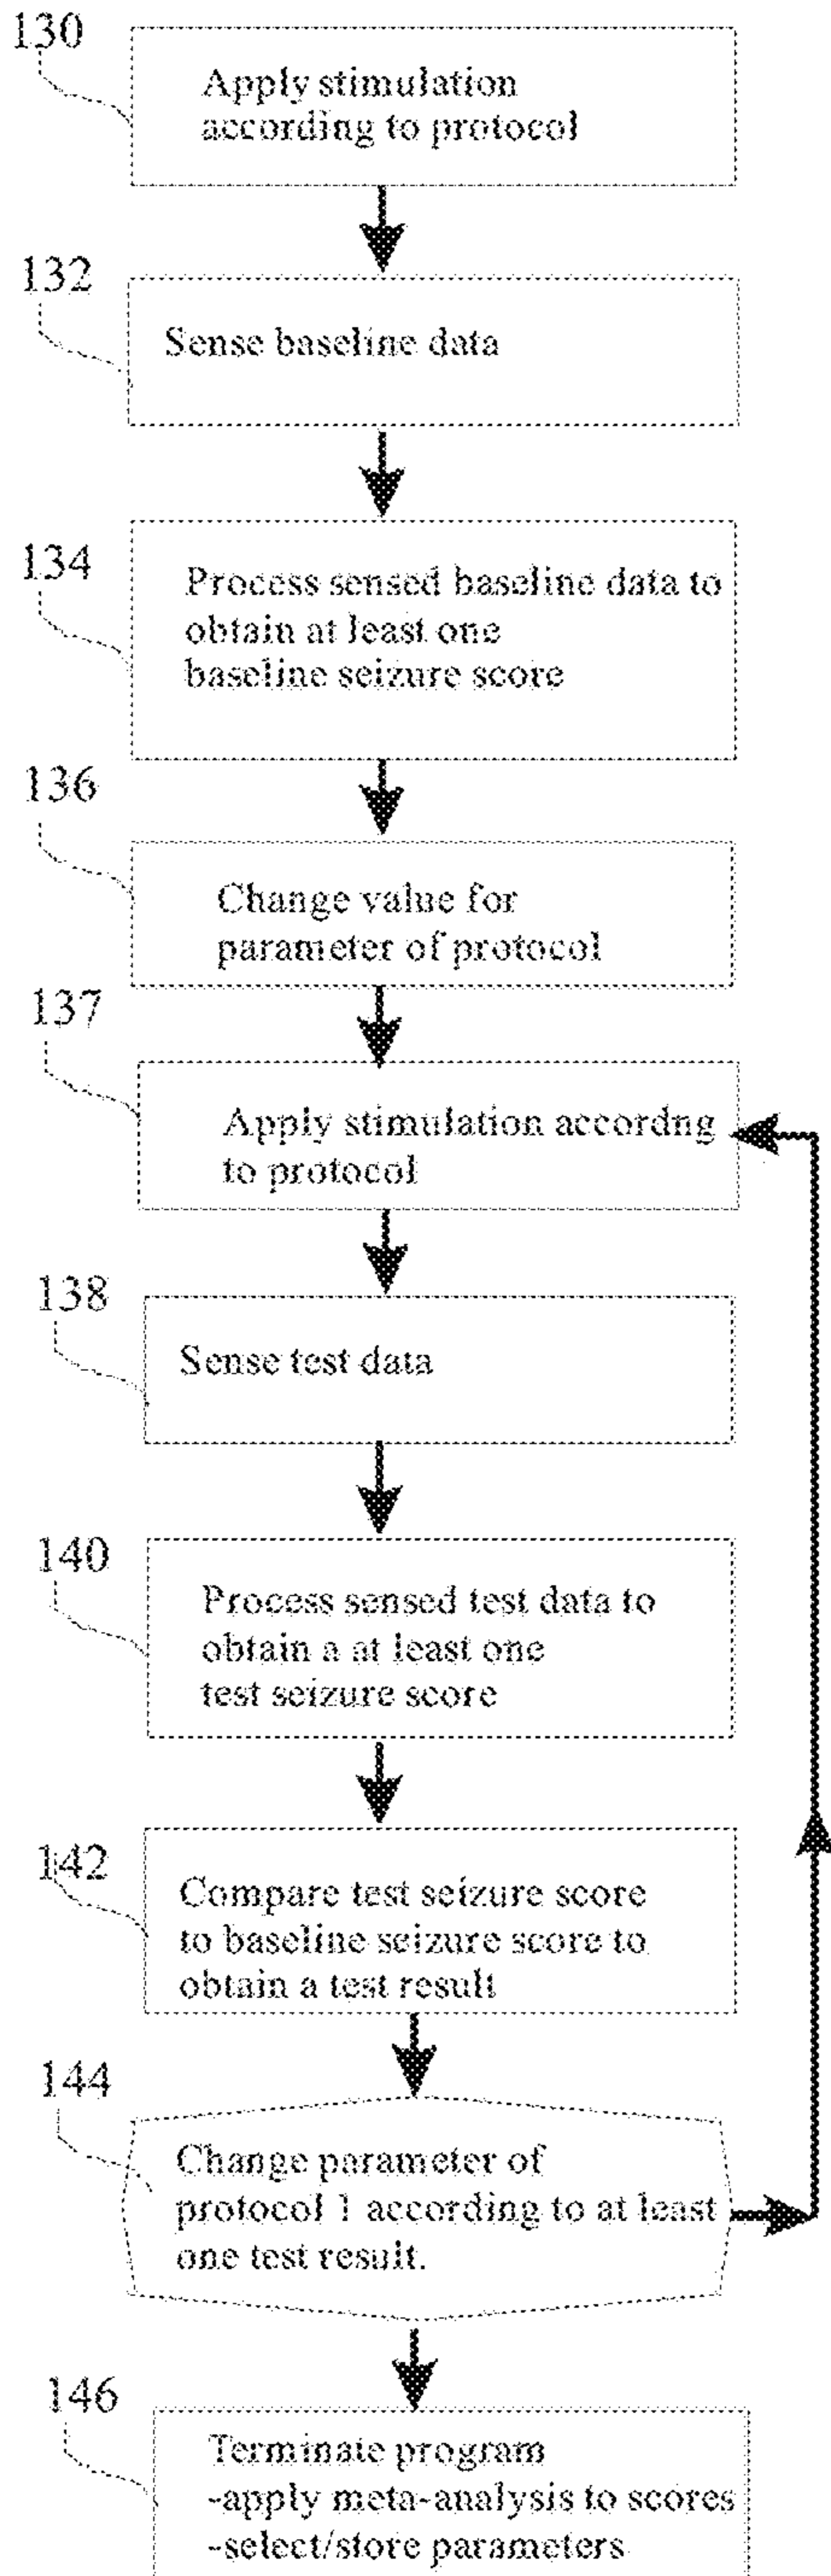 130
Apply stimulation
according to protocol
132
Sense baseline data
134
Process sensed baseline data to
obtain at least one
baseline seizure score
136
Change value for
parameter of protocol
137
Apply stimulation accordng
to protocol
138
Sense test data
140
Process sensed test data to
obtain a at least one
test seizure score
142
Compare test seizure score
to baseline seizure score to
obtain a test result
144
Change parameter of
protocol 1 according to at least
one test result.
146
Terminate program
-apply meta-analysis to scores
-select/store parameters